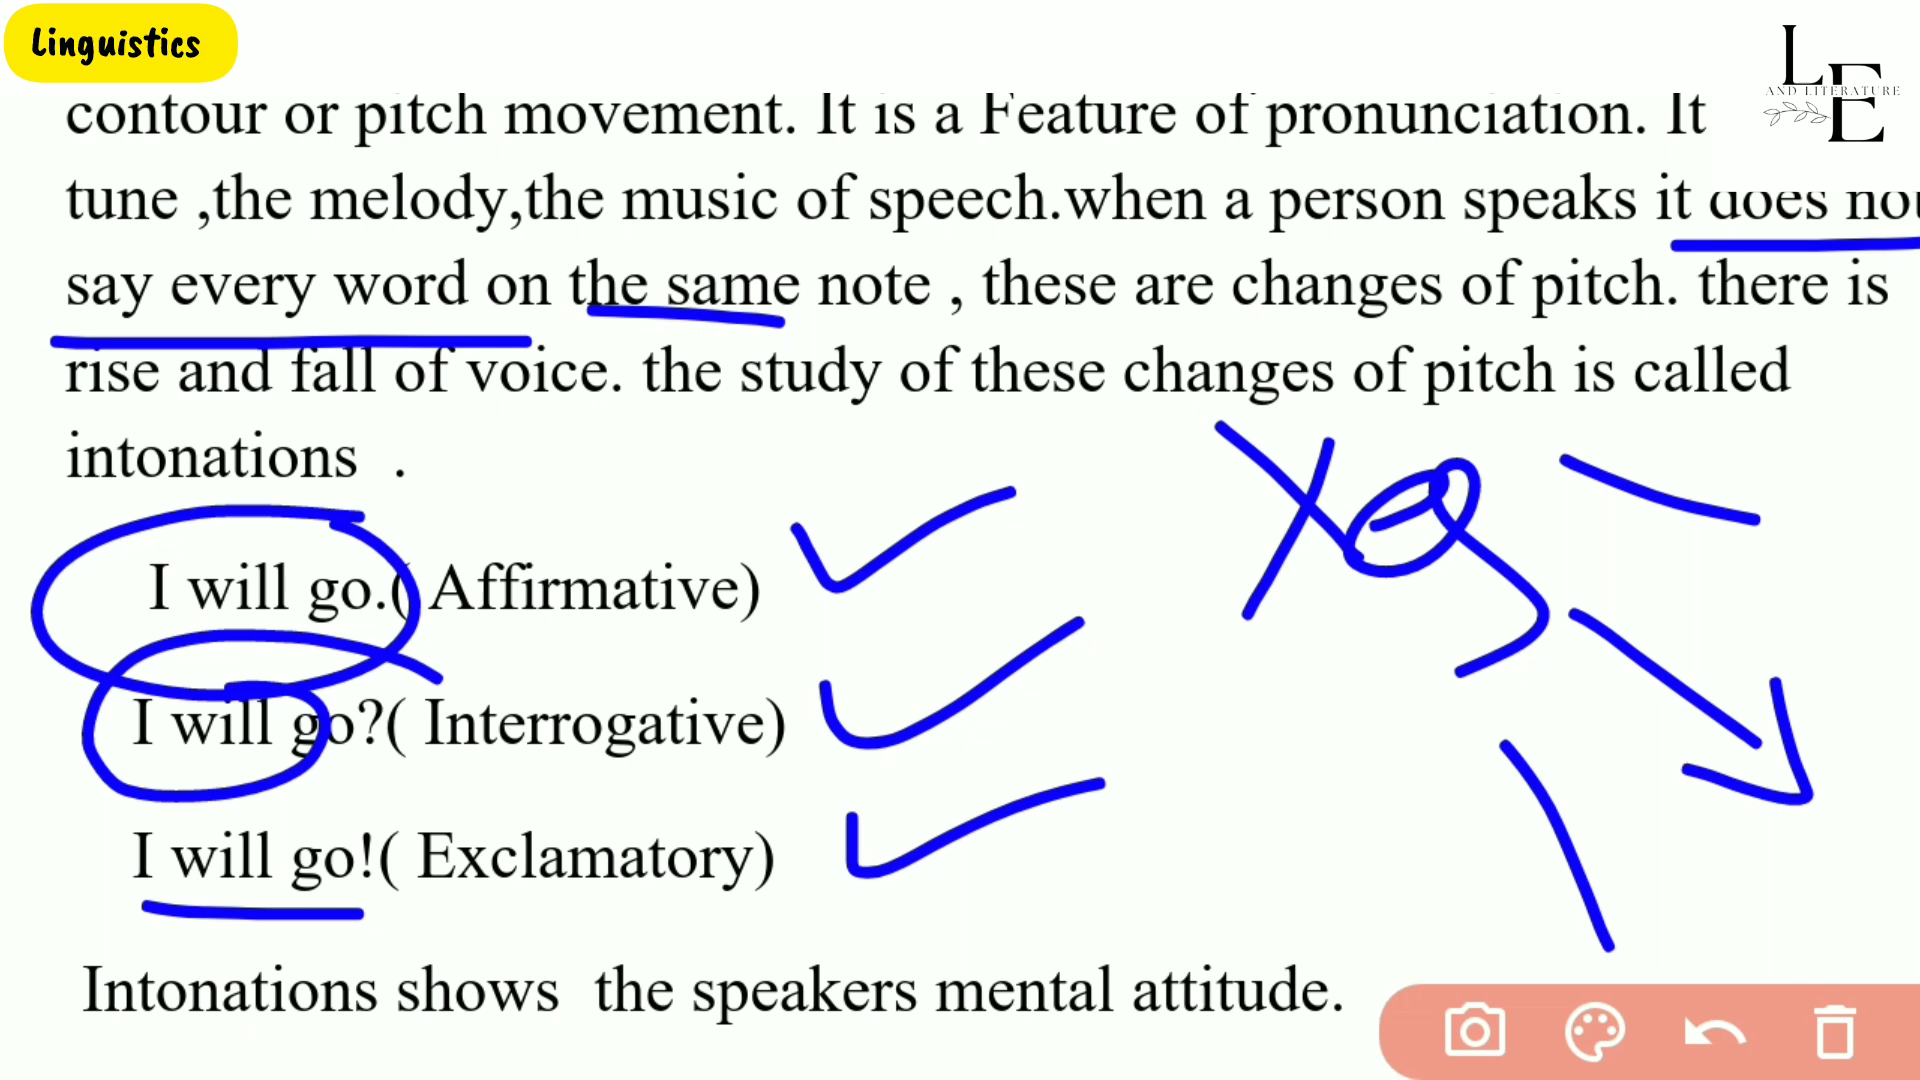 Linguistics
LE
AND LITERATURE
contour or pitch movement. It is a Feature of pronunciation. It
tune ,the melody,the music of speech.when a person speaks it does not
say every word on the same note , these are changes of pitch. there is
rise and fall of voice. the study of these changes of pitch is called
intonations .
Yes
I will go.( Affirmative)
I will go?( Interrogative)
I will go!( Exclamatory)
Intonations shows the speakers mental attitude.